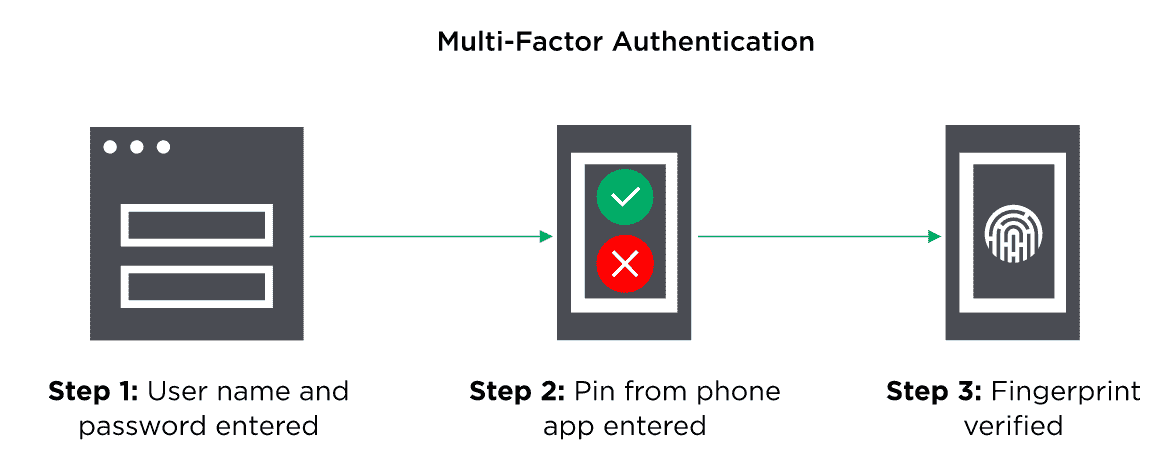 Multi-Factor Authentication
Step 1: User name and
password entered
Step 2: Pin from phone
app entered
Step 3: Fingerprint
verified